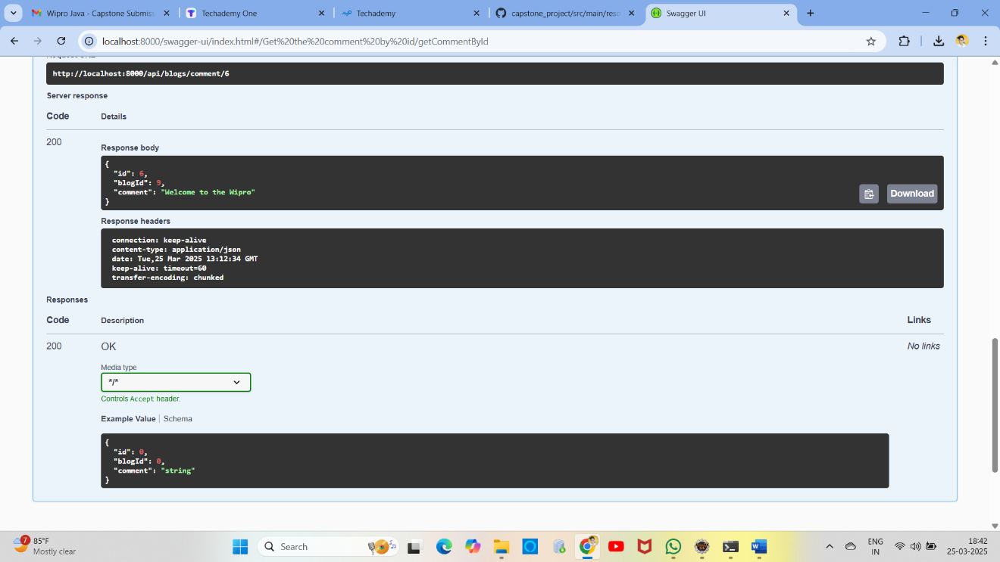 Wipro Java - Capstone Submiss
Techademy One
Techademy
capstone_project/src/main/reso
Swagger UI
localhost:8000/swagger-ui/index.html#/Get%20the%20comment%20by%20id/getCommentById
http://localhost:8000/api/blogs/comment/6
Server response
Code Details
200
Response body
{
"id": 6,
"blogId": 9,
"comment": "Welcome to the Wipro"
}
Download
Response headers
connection: keep-alive
content-type: application/json
date: Tue,25 Mar 2025 13:12:34 GMT
keep-alive: timeout=60
transfer-encoding: chunked
Responses
Code Description Links
200 OK No links
Media type
*/*
Controls Accept header.
Example Value | Schema
{
"id": 0,
"blogId": 0,
"comment": "string"
}
7
85°F
Mostly clear
Search
ENG
IN
18:42
25-03-2025